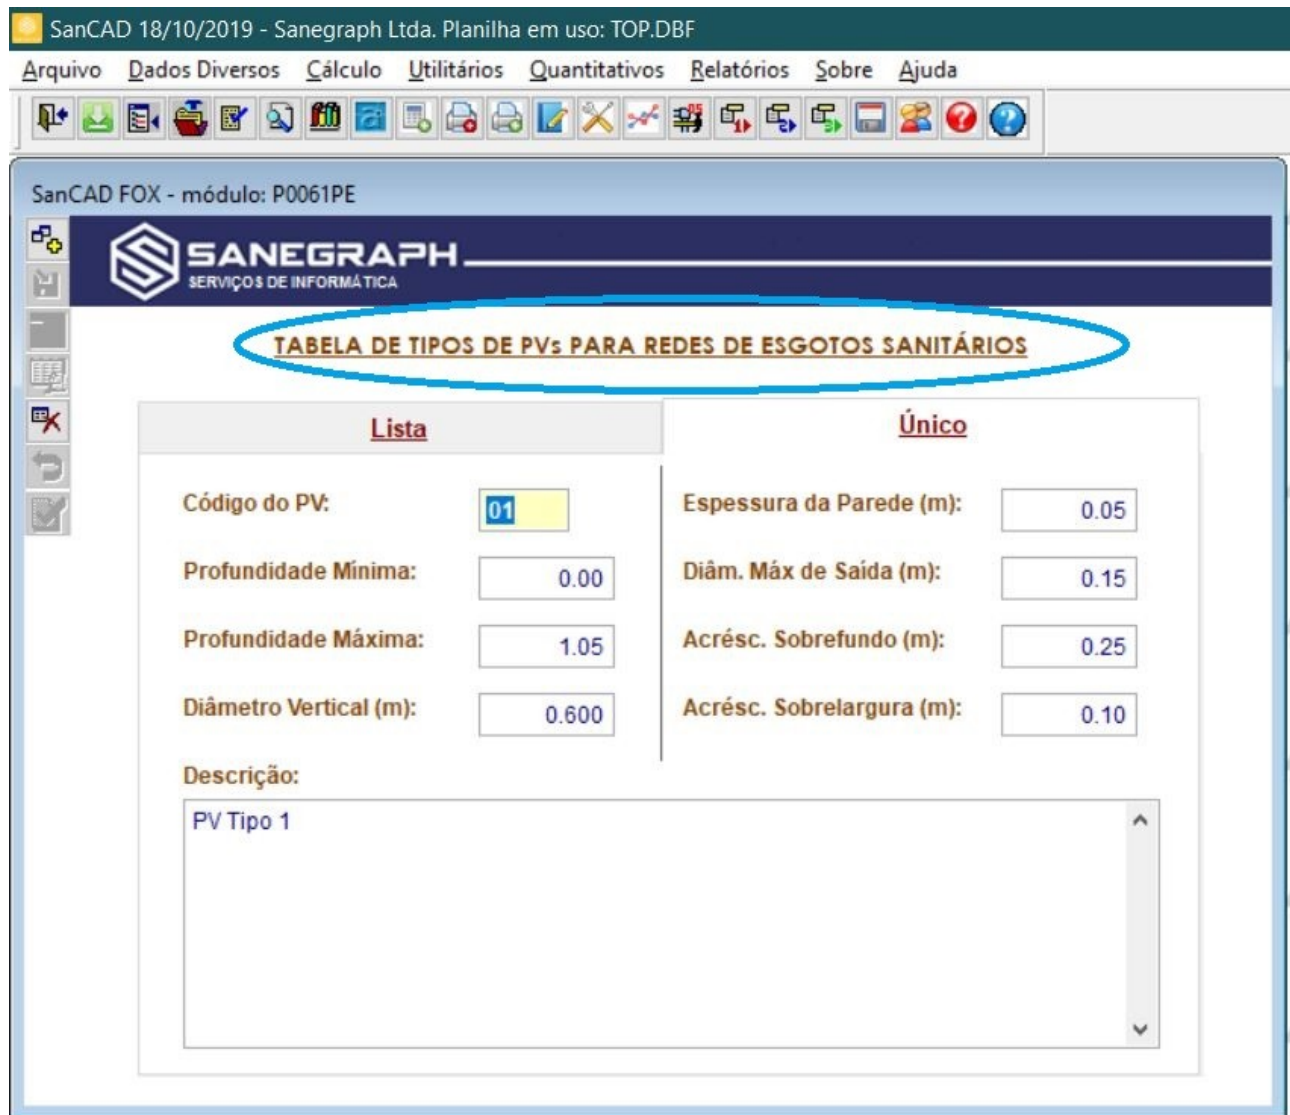 SanCAD 18/10/2019 - Sanegraph Ltda. Planilha em uso: TOP.DBF
Arquivo Dados Diversos Cálculo Utilitários Quantitativos Relatórios Sobre Ajuda
SanCAD FOX - módulo: P0061PE
SANEGRAPH
SERVIÇOS DE INFORMÁTICA
TABELA DE TIPOS DE PVs PARA REDES DE ESGOTOS SANITÁRIOS
Lista Único
Código do PV: 01 Espessura da Parede (m): 0.05
Profundidade Mínima: 0.00 Diâm. Máx de Saída (m): 0.15
Profundidade Máxima: 1.05 Acrésc. Sobrefundo (m): 0.25
Diâmetro Vertical (m): 0.600 Acrésc. Sobrelargura (m): 0.10
Descrição:
PV Tipo 1